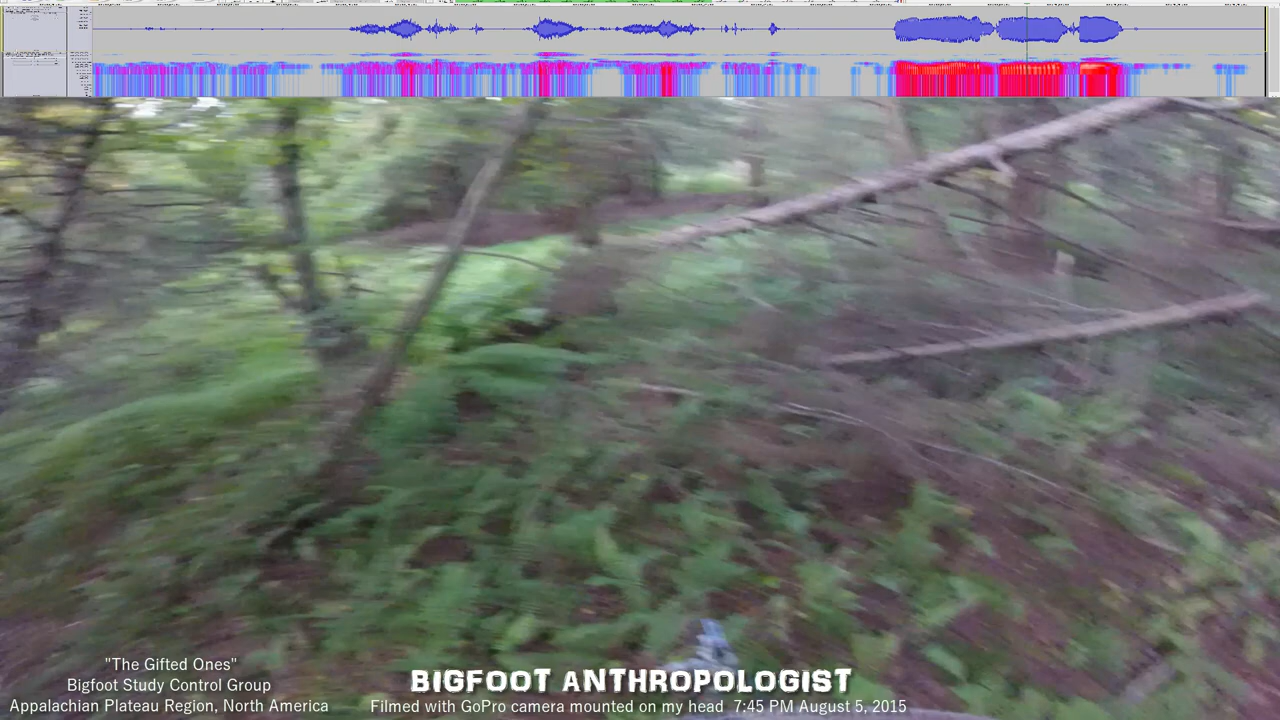 "The Gifted Ones"
Bigfoot Study Control Group
Appalachian Plateau Region, North America
BIGFOOT ANTHROPOLOGIST
Filmed with GoPro camera mounted on my head 7:45 PM August 5, 2015